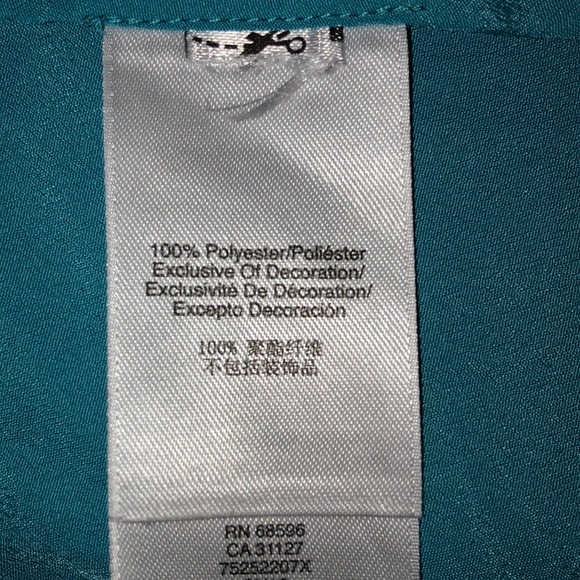 100% Polyester/Poliéster
Exclusive Of Decoration/
Exclusivité De Décoration/
Excepto Decoración
100% 聚酯纤维
不包括装饰品
RN 68596
CA 31127
75252207X